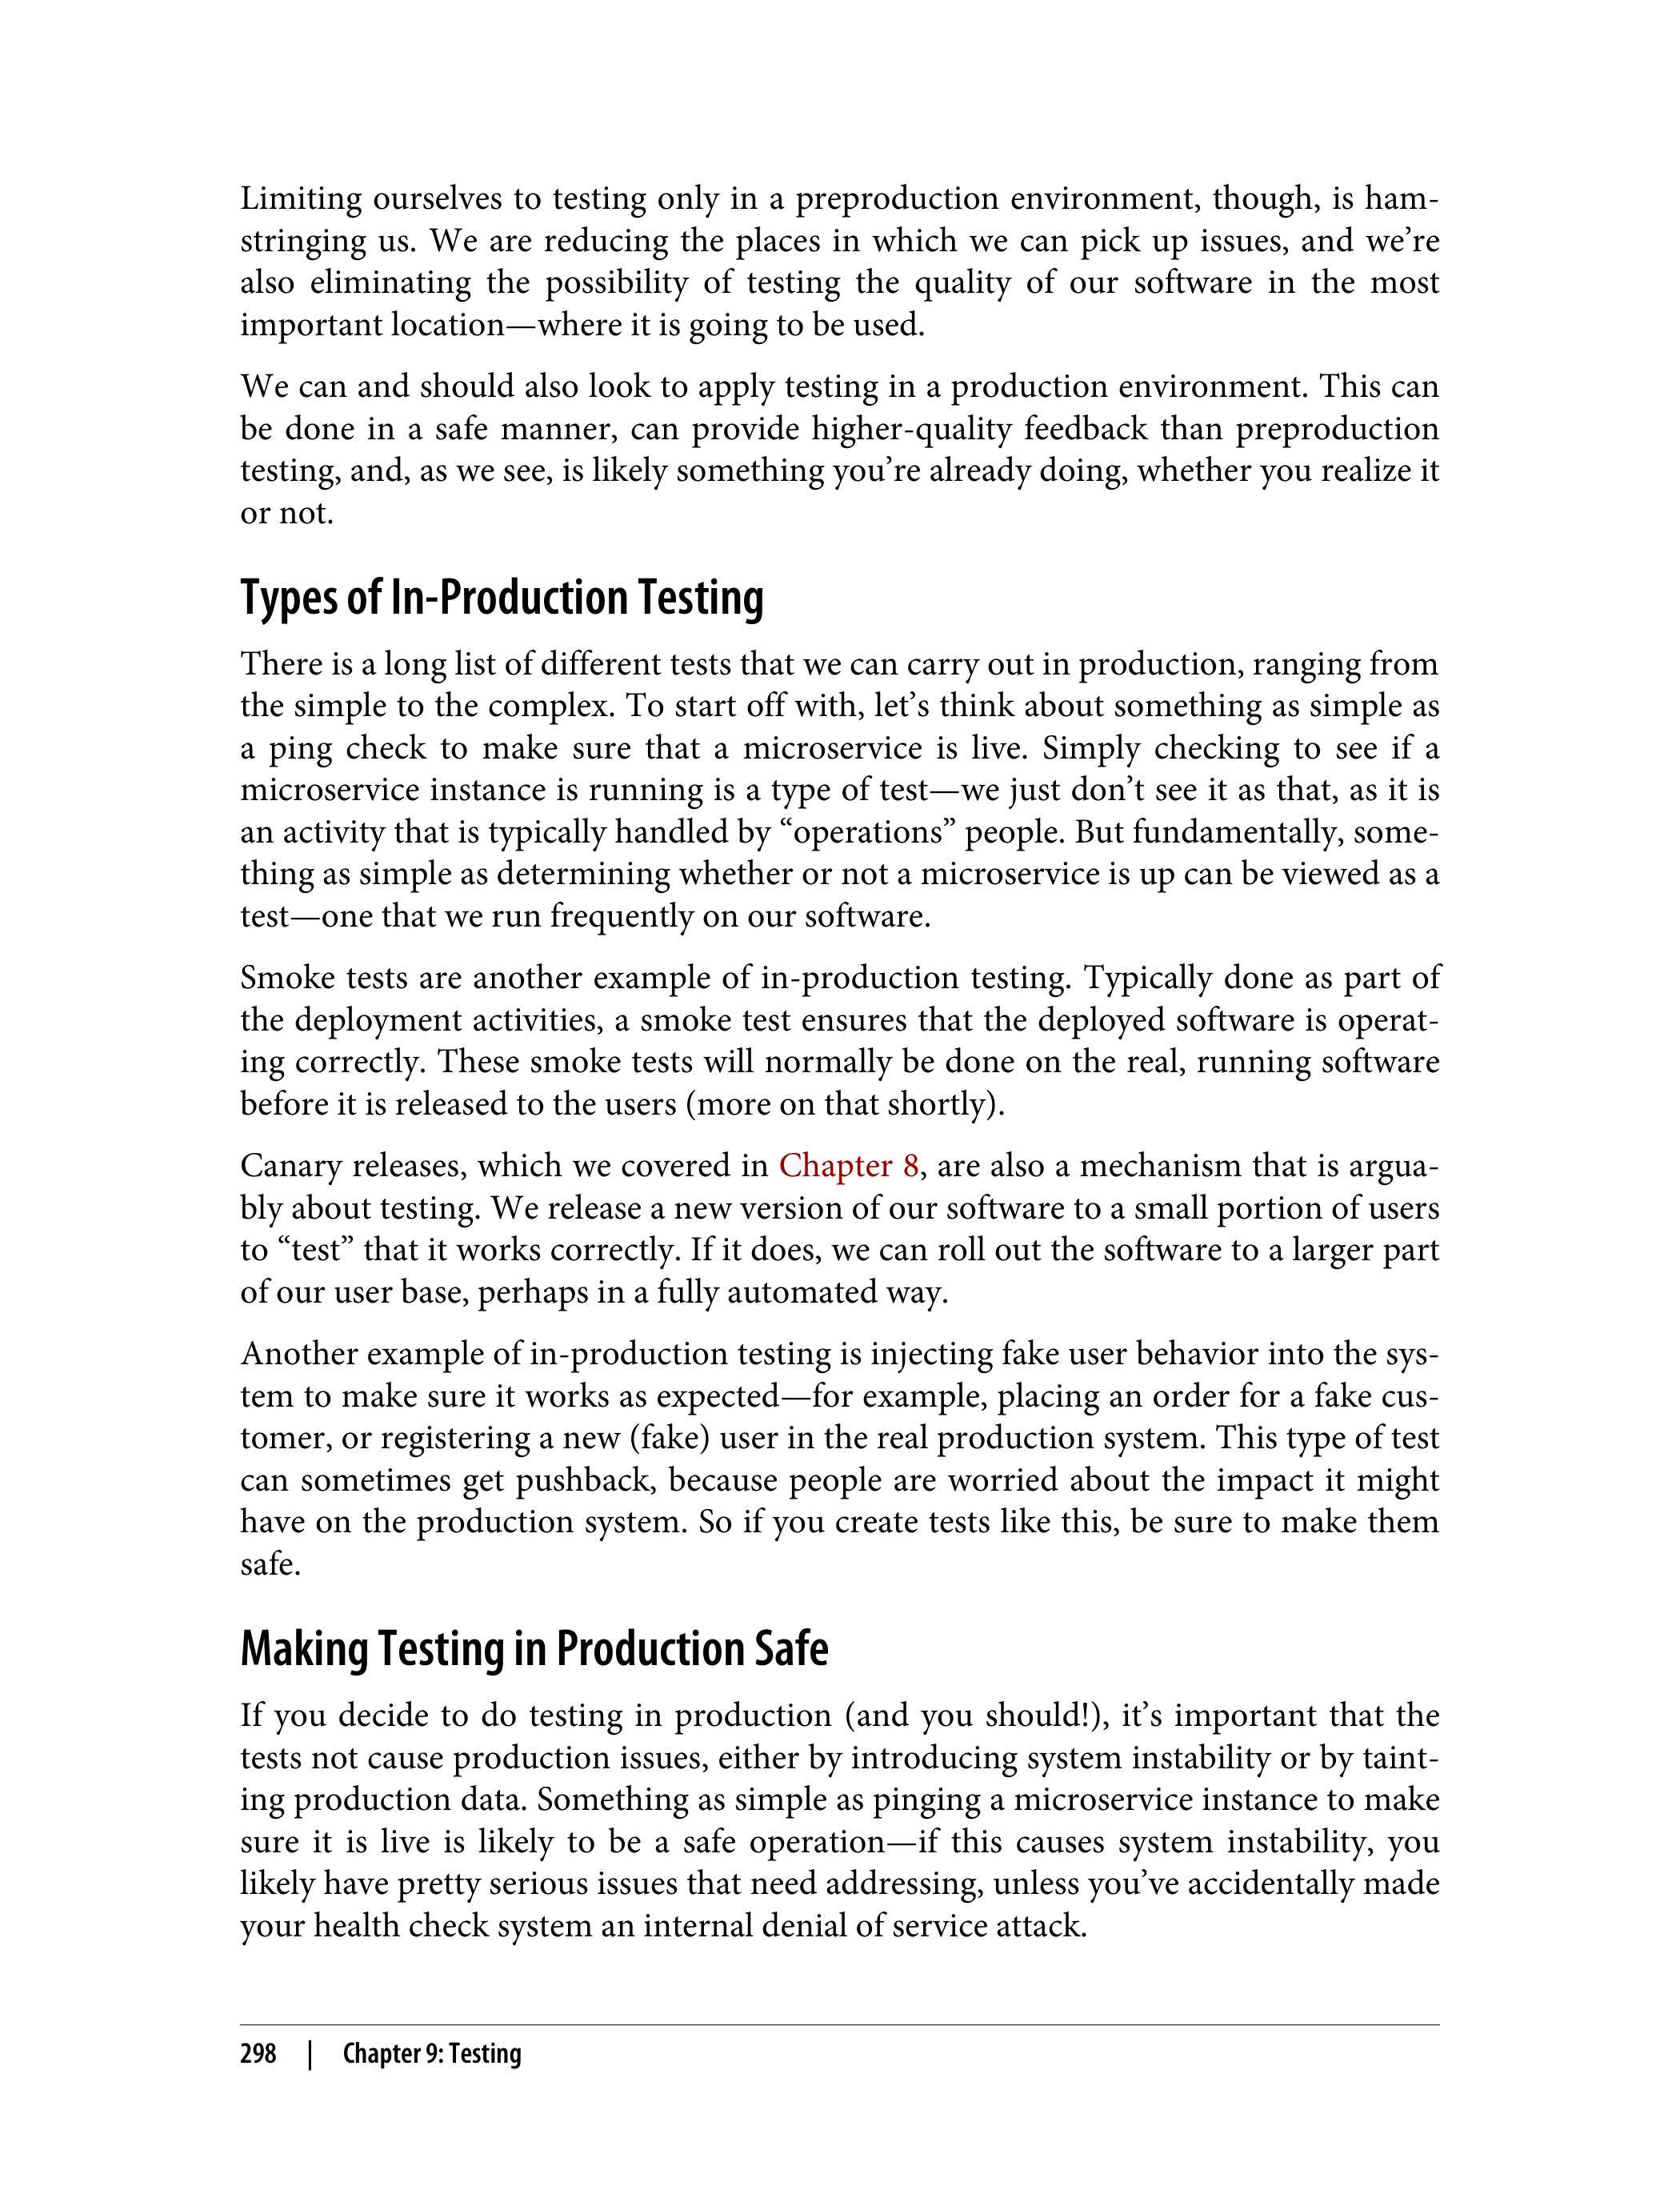 Limiting ourselves to testing only in a preproduction environment, though, is ham-
stringing us. We are reducing the places in which we can pick up issues, and we’re
also eliminating the possibility of testing the quality of our software in the most
important location—where it is going to be used.
We can and should also look to apply testing in a production environment. This can
be done in a safe manner, can provide higher-quality feedback than preproduction
testing, and, as we see, is likely something you’re already doing, whether you realize it
or not.
Types of In-Production Testing
There is a long list of different tests that we can carry out in production, ranging from
the simple to the complex. To start off with, let’s think about something as simple as
a ping check to make sure that a microservice is live. Simply checking to see if a
microservice instance is running is a type of test—we just don’t see it as that, as it is
an activity that is typically handled by “operations” people. But fundamentally, some-
thing as simple as determining whether or not a microservice is up can be viewed as a
test—one that we run frequently on our software.
Smoke tests are another example of in-production testing. Typically done as part of
the deployment activities, a smoke test ensures that the deployed software is operat-
ing correctly. These smoke tests will normally be done on the real, running software
before it is released to the users (more on that shortly).
Canary releases, which we covered in Chapter 8, are also a mechanism that is argua-
bly about testing. We release a new version of our software to a small portion of users
to “test” that it works correctly. If it does, we can roll out the software to a larger part
of our user base, perhaps in a fully automated way.
Another example of in-production testing is injecting fake user behavior into the sys-
tem to make sure it works as expected—for example, placing an order for a fake cus-
tomer, or registering a new (fake) user in the real production system. This type of test
can sometimes get pushback, because people are worried about the impact it might
have on the production system. So if you create tests like this, be sure to make them
safe.
Making Testing in Production Safe
If you decide to do testing in production (and you should!), it’s important that the
tests not cause production issues, either by introducing system instability or by taint-
ing production data. Something as simple as pinging a microservice instance to make
sure it is live is likely to be a safe operation—if this causes system instability, you
likely have pretty serious issues that need addressing, unless you’ve accidentally made
your health check system an internal denial of service attack.
298 | Chapter 9: Testing